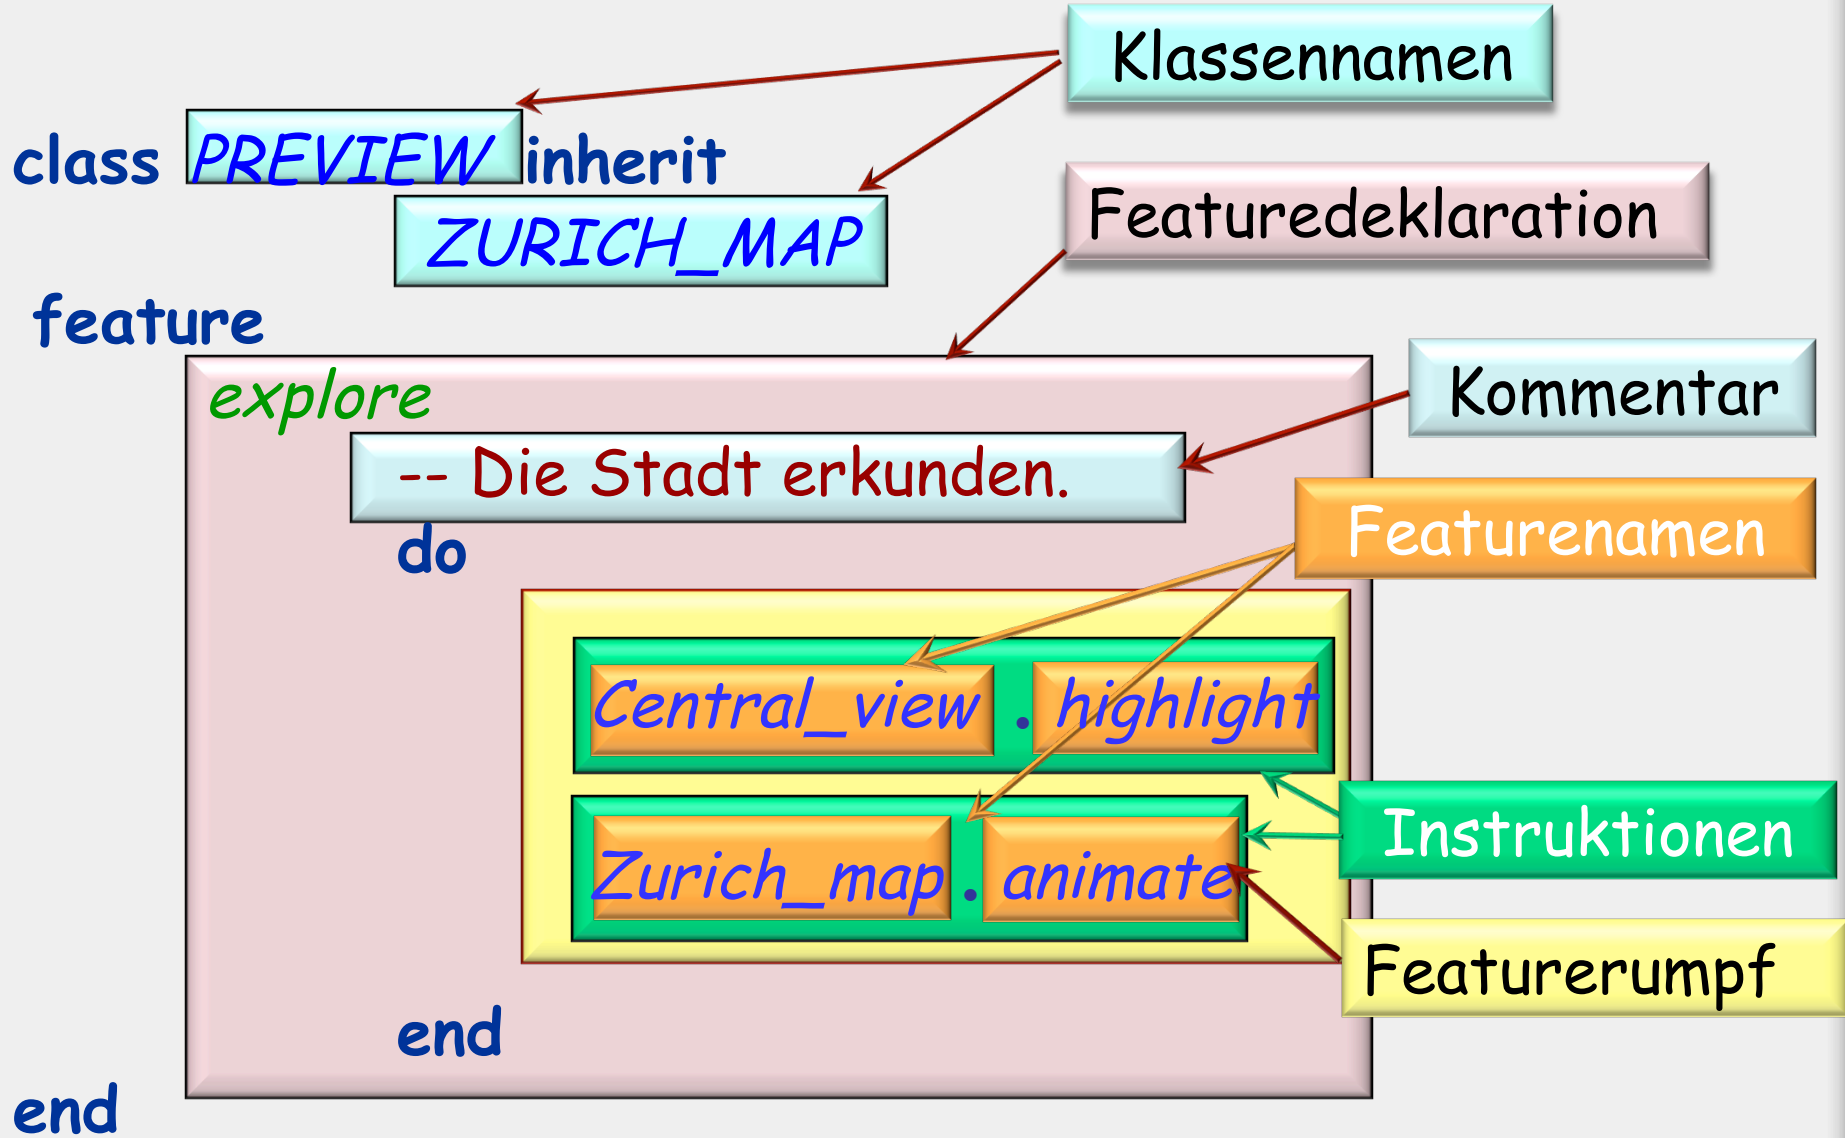 Klassennamen
class PREVIEW inherit
ZURICH_MAP
Featuredeklaration
feature
explore
Kommentar
-- Die Stadt erkunden.
Featurenamen
do
Central_view . highlight
Instruktionen
Zurich_map . animate
Featurerumpf
end
end